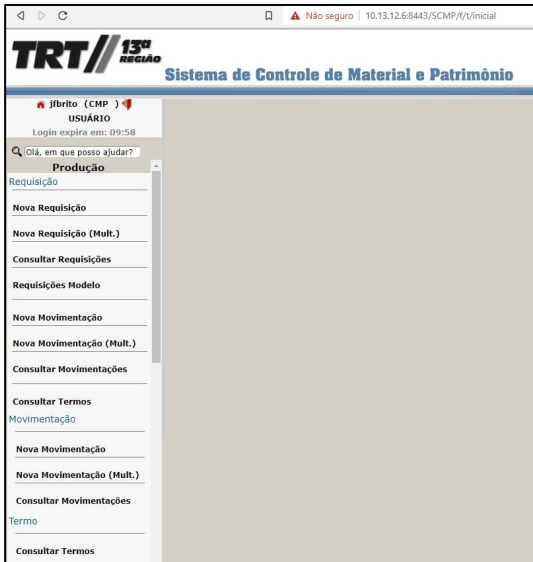 Não seguro | 10.13.12.6:8443/SCMP/f/t/inicial
TRT// 13ª
REGIÃO
Sistema de Controle de Material e Patrimônio
jfbrito (CMP )
USUÁRIO
Login expira em: 09:58
Olá, em que posso ajudar?
Produção
Requisição
Nova Requisição
Nova Requisição (Mult.)
Consultar Requisições
Requisições Modelo
Nova Movimentação
Nova Movimentação (Mult.)
Consultar Movimentações
Consultar Termos
Movimentação
Nova Movimentação
Nova Movimentação (Mult.)
Consultar Movimentações
Termo
Consultar Termos